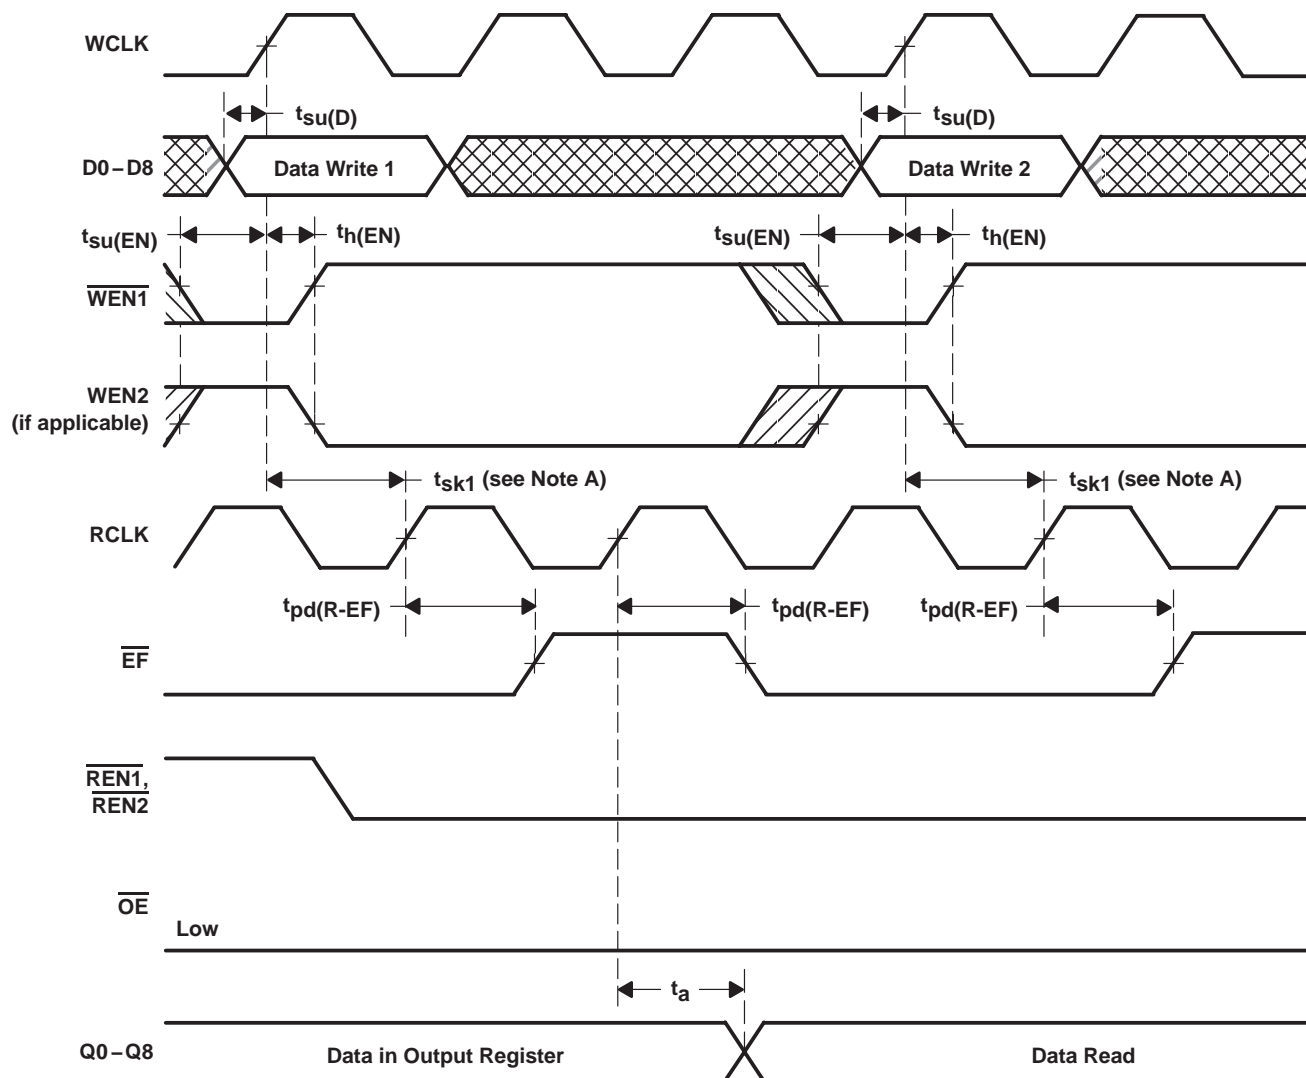 WCLK
tsu(D) tsu(D)
D0–D8 Data Write 1 Data Write 2
tsu(EN) th(EN) tsu(EN) th(EN)
WEN1
WEN2
(if applicable)
tsk1 (see Note A) tsk1 (see Note A)
RCLK
tpd(R-EF) tpd(R-EF) tpd(R-EF)
EF
REN1,
REN2
OE
Low
ta
Q0–Q8 Data in Output Register Data Read